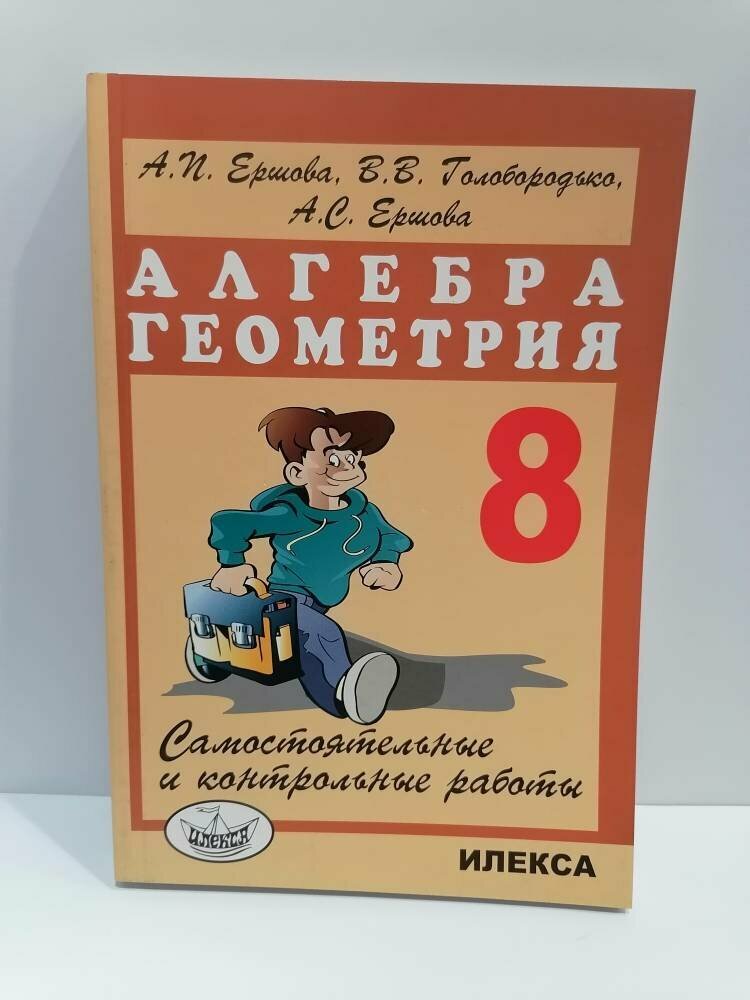 А.П. Ершова, В.В. Голобородько,
А.С. Ершова
АЛГЕБРА
ГЕОМЕТРИЯ
8
Самостоятельные
и контрольные работы
ИЛЕКСА
ИЛЕКСА